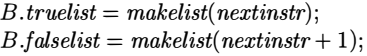 B.truelist = makelist(nextinstr);
B.falselist = makelist(nextinstr + 1);